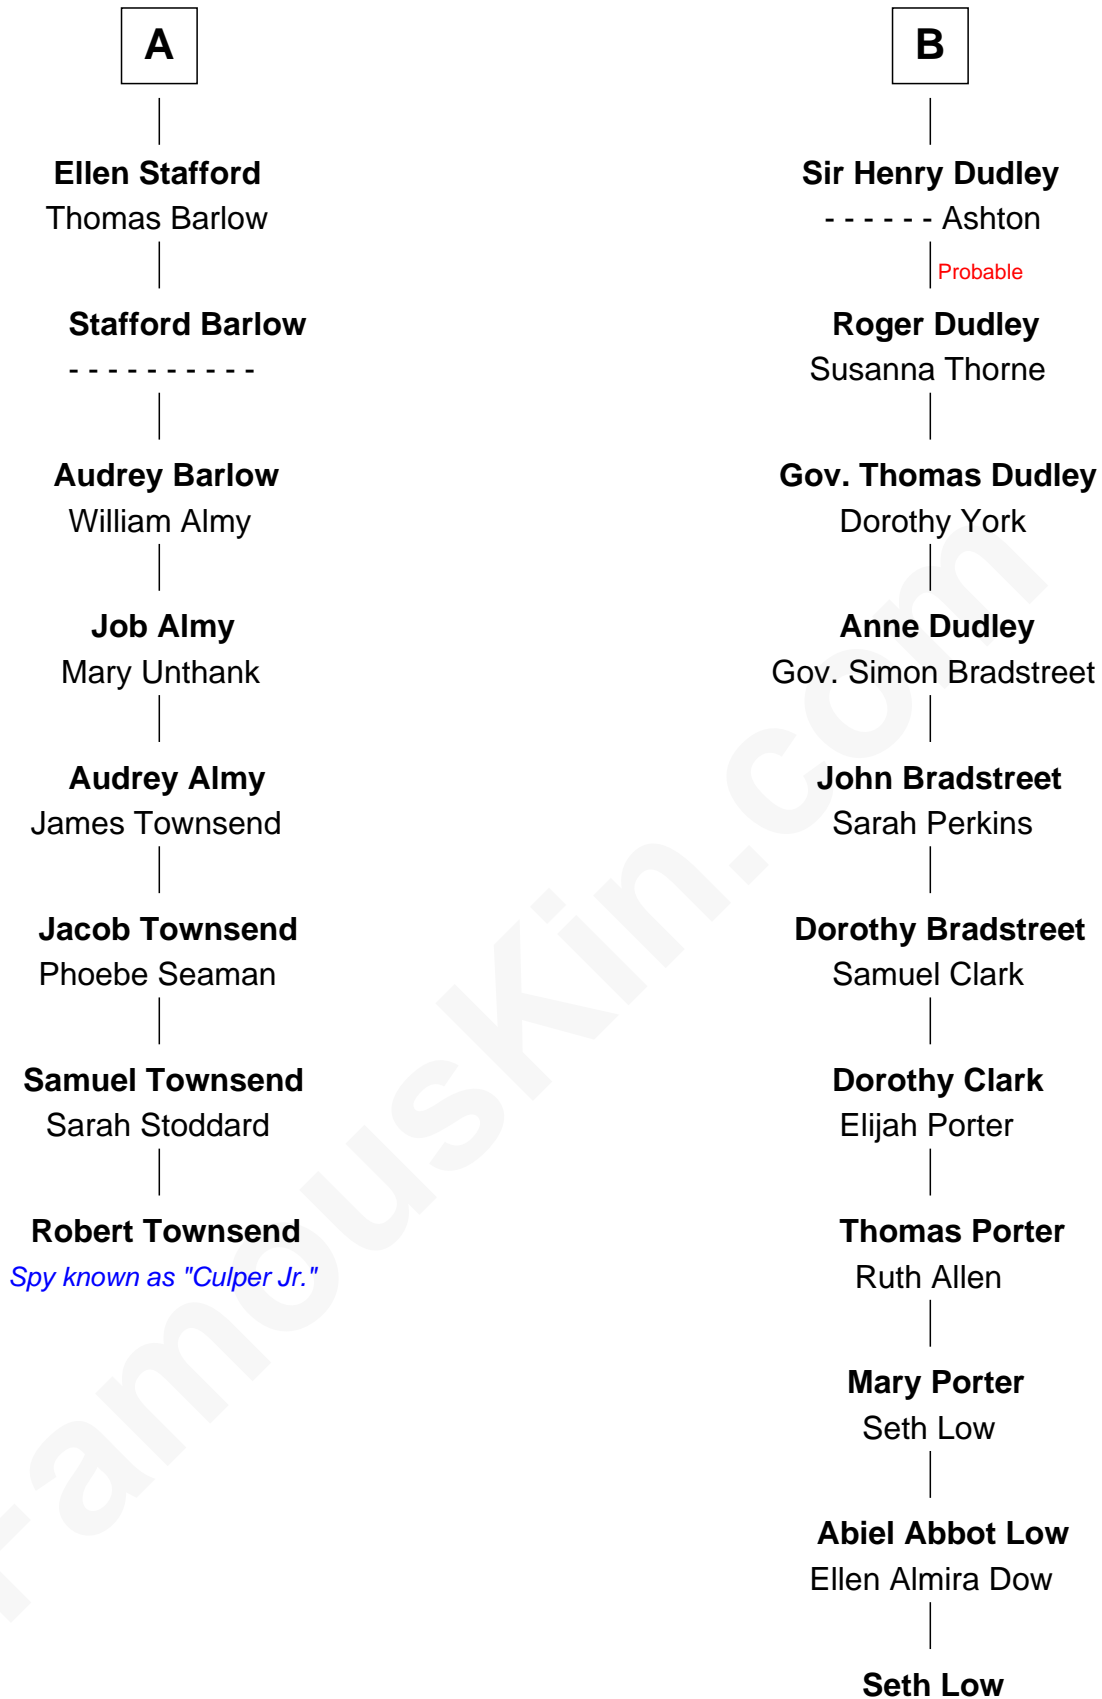 A
Ellen Stafford
Thomas Barlow
Stafford Barlow
- - - - - - - - - -
Audrey Barlow
William Almy
Job Almy
Mary Unthank
Audrey Almy
James Townsend
Jacob Townsend
Phoebe Seaman
Samuel Townsend
Sarah Stoddard
Robert Townsend
Spy known as "Culper Jr."
B
Sir Henry Dudley
- - - - - - Ashton
Probable
Roger Dudley
Susanna Thorne
Gov. Thomas Dudley
Dorothy York
Anne Dudley
Gov. Simon Bradstreet
John Bradstreet
Sarah Perkins
Dorothy Bradstreet
Samuel Clark
Dorothy Clark
Elijah Porter
Thomas Porter
Ruth Allen
Mary Porter
Seth Low
Abiel Abbot Low
Ellen Almira Dow
Seth Low
FamousKin.com